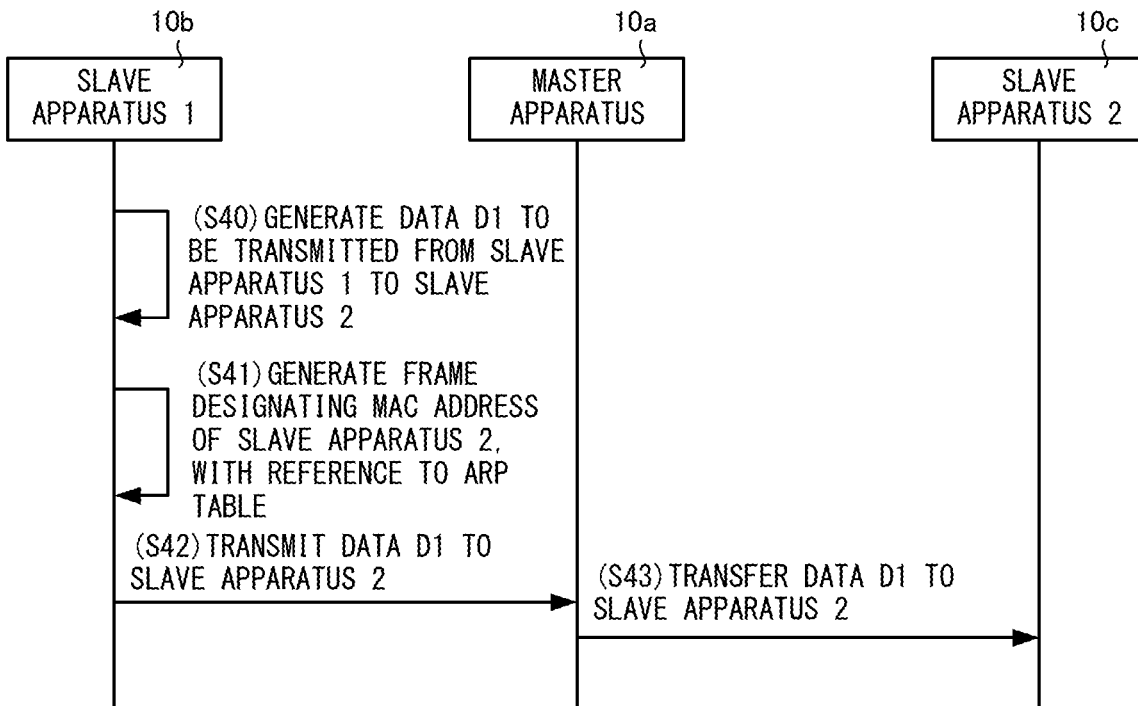 10b
10a
10c
SLAVE
APPARATUS 1
MASTER
APPARATUS
SLAVE
APPARATUS 2
(S40)GENERATE DATA D1 TO
BE TRANSMITTED FROM SLAVE
APPARATUS 1 TO SLAVE
APPARATUS 2
(S41)GENERATE FRAME
DESIGNATING MAC ADDRESS
OF SLAVE APPARATUS 2,
WITH REFERENCE TO ARP
TABLE
(S42)TRANSMIT DATA D1 TO
SLAVE APPARATUS 2
(S43)TRANSFER DATA D1 TO
SLAVE APPARATUS 2